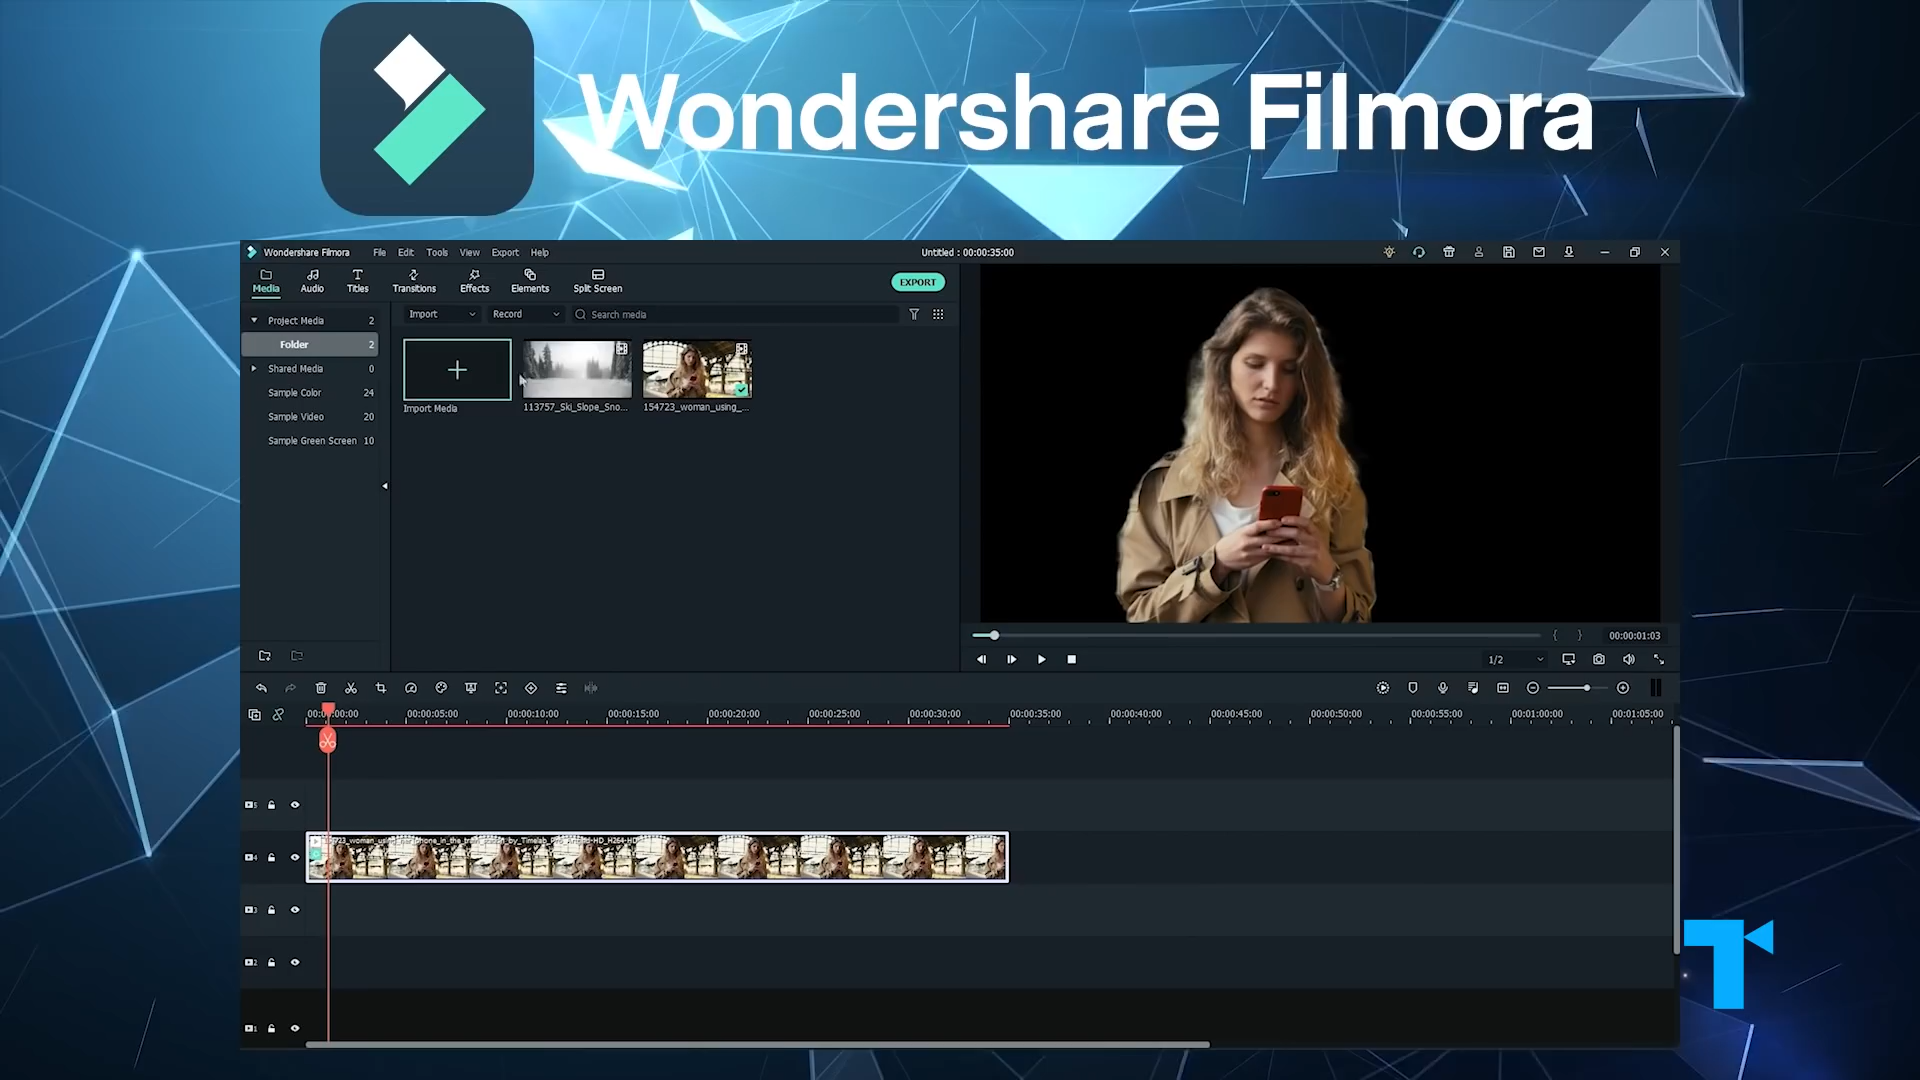 Wondershare Filmora
Wondershare Filmora File Edit Tools View Export Help Untitled : 00:00:35:00
Media Audio Titles Transitions Effects Elements Split Screen EXPORT
Project Media 2 Import Record Search media
Folder 2
Shared Media 0
Sample Color 24
Import Media 113757_Ski_Slope_Sno... 154723_woman_using_...
Sample Video 20
Sample Green Screen 10
00:00:01:03
1/2
00:00:05:00 00:00:10:00 00:00:15:00 00:00:20:00 00:00:25:00 00:00:30:00 00:00:35:00 00:00:40:00 00:00:45:00 00:00:50:00 00:00:55:00 00:01:00:00 00:01:05:00
5
4
3
2
1